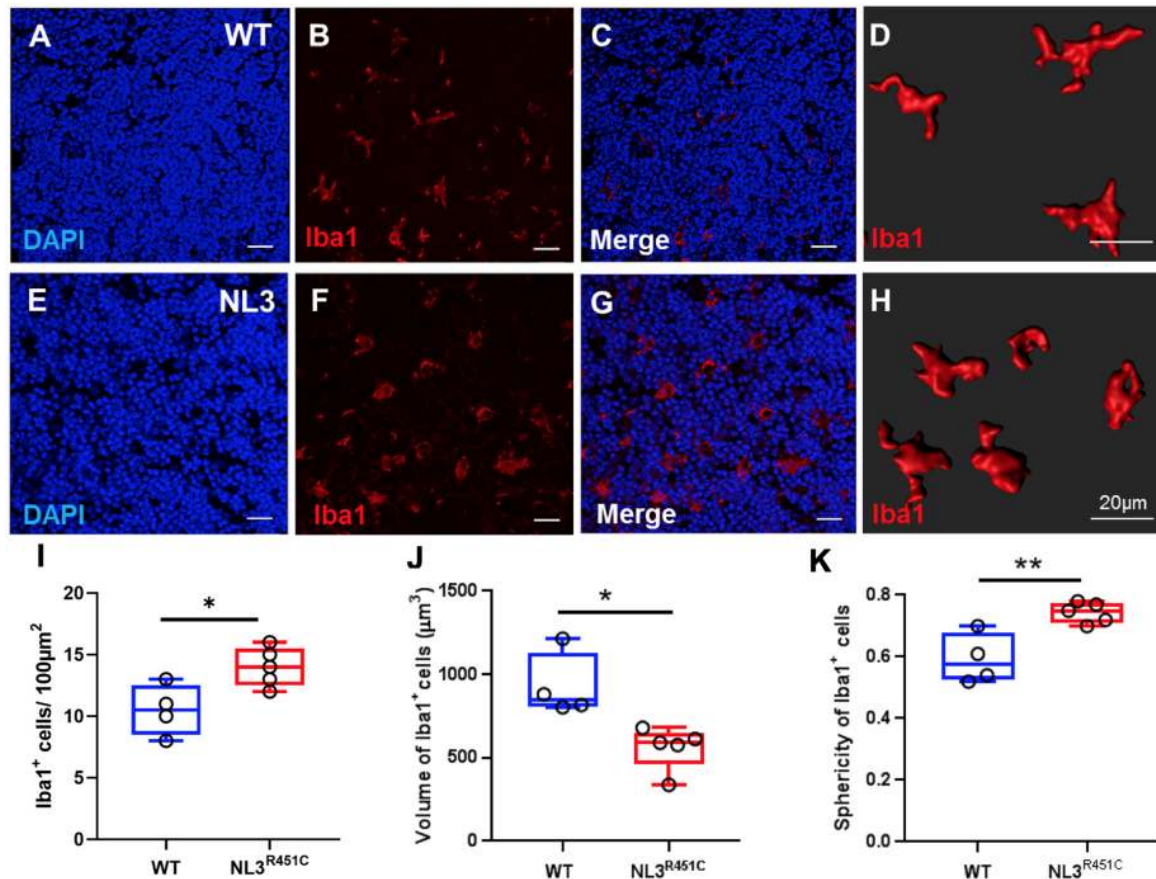 A WT
DAPI
B
Iba1
C
Merge
D
Iba1
E NL3
DAPI
F
Iba1
G
Merge
H
Iba1
20µm
I
Iba1⁺ cells/ 100µm²
20
15
10
5
0
*
WT
NL3ᴿ⁴⁵¹ᶜ
J
Volume of Iba1⁺ cells (µm³)
1500
1000
500
0
*
WT
NL3ᴿ⁴⁵¹ᶜ
K
Sphericity of Iba1⁺ cells
0.8
0.6
0.4
0.2
0.0
**
WT
NL3ᴿ⁴⁵¹ᶜ